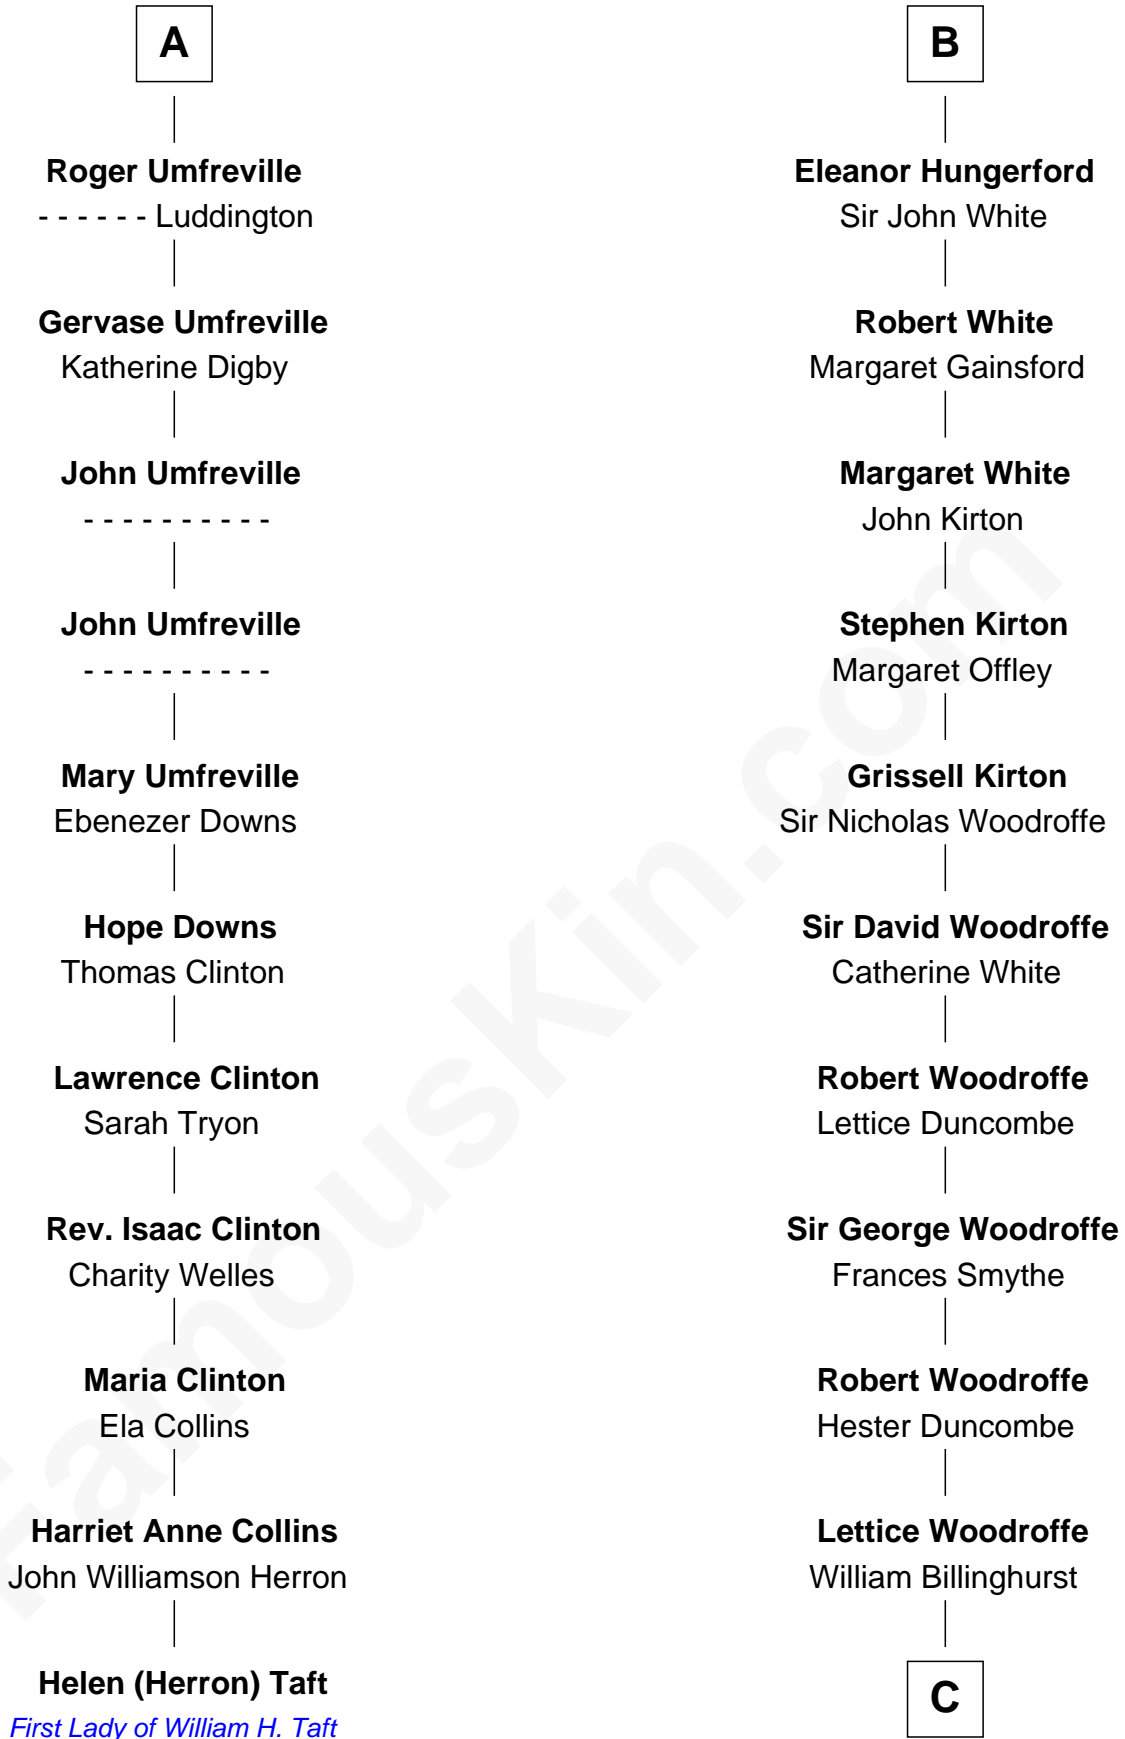 A
Roger Umfreville
- - - - - - Luddington
Gervase Umfreville
Katherine Digby
John Umfreville
- - - - - - - - - -
John Umfreville
- - - - - - - - - -
Mary Umfreville
Ebenezer Downs
Hope Downs
Thomas Clinton
Lawrence Clinton
Sarah Tryon
Rev. Isaac Clinton
Charity Welles
Maria Clinton
Ela Collins
Harriet Anne Collins
John Williamson Herron
Helen (Herron) Taft
First Lady of William H. Taft
B
Eleanor Hungerford
Sir John White
Robert White
Margaret Gainsford
Margaret White
John Kirton
Stephen Kirton
Margaret Offley
Grissell Kirton
Sir Nicholas Woodroffe
Sir David Woodroffe
Catherine White
Robert Woodroffe
Lettice Duncombe
Sir George Woodroffe
Frances Smythe
Robert Woodroffe
Hester Duncombe
Lettice Woodroffe
William Billinghurst
C
FamousKin.com